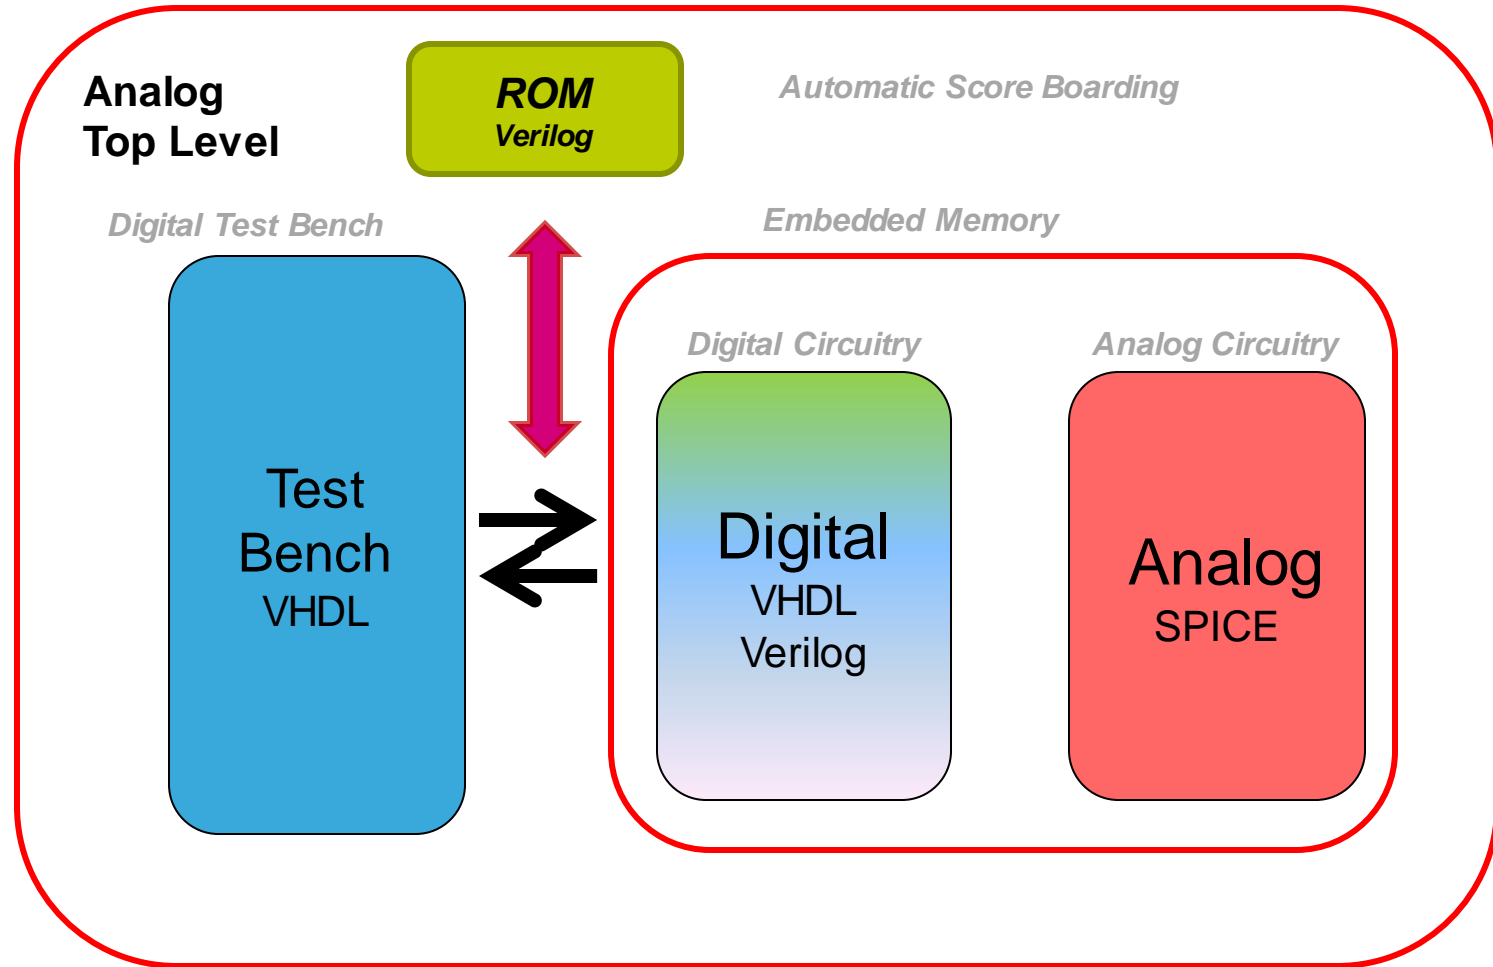 Analog
Top Level
ROM
Verilog
Automatic Score Boarding
Digital Test Bench
Embedded Memory
Digital Circuitry
Analog Circuitry
Test
Bench
VHDL
Digital
VHDL
Verilog
Analog
SPICE